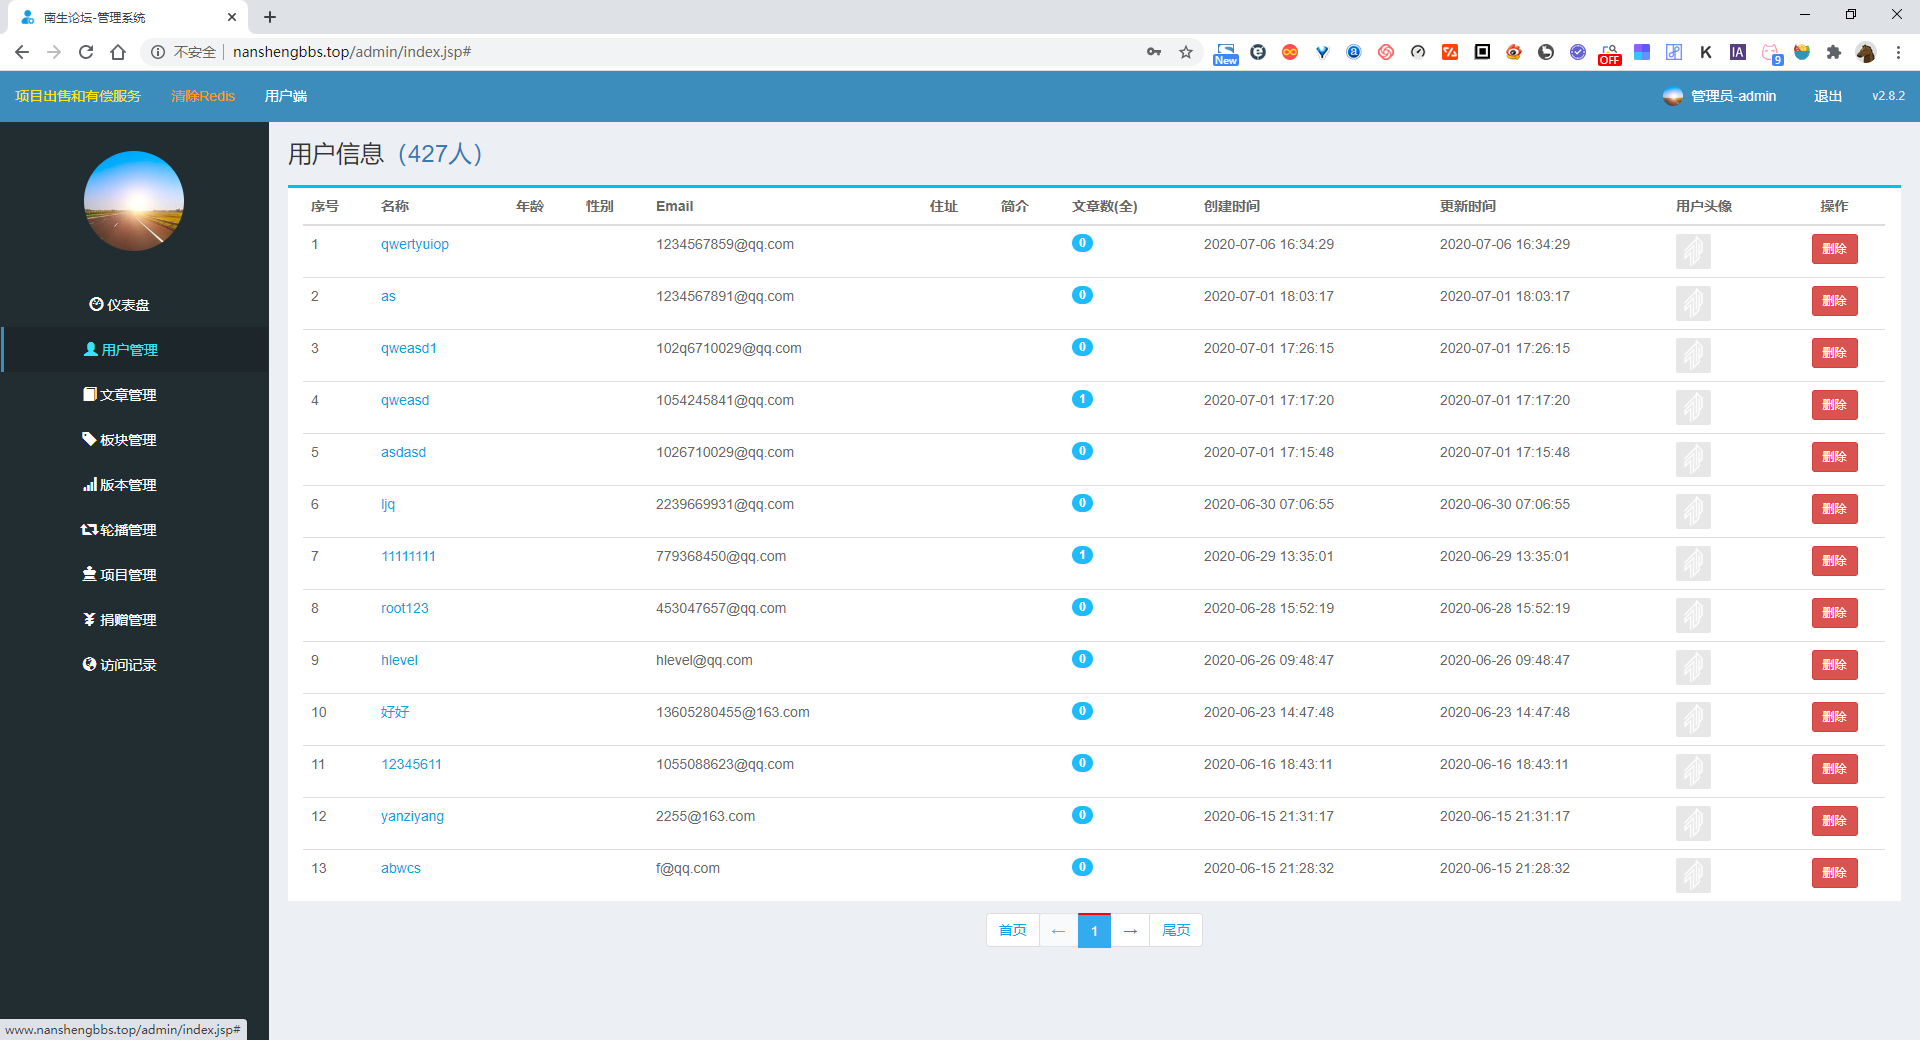 南生论坛-管理系统
不安全 nanshengbbs.top/admin/index.jsp#
New OFF K IA 9
项目出售和有偿服务 清除Redis 用户端 管理员-admin 退出 v2.8.2
用户信息（427人）
仪表盘
用户管理
文章管理
板块管理
版本管理
轮播管理
项目管理
捐赠管理
访问记录
序号 名称 年龄 性别 Email 住址 简介 文章数(全) 创建时间 更新时间 用户头像 操作
1 qwertyuiop 1234567859@qq.com 0 2020-07-06 16:34:29 2020-07-06 16:34:29 删除
2 as 1234567891@qq.com 0 2020-07-01 18:03:17 2020-07-01 18:03:17 删除
3 qweasd1 102q6710029@qq.com 0 2020-07-01 17:26:15 2020-07-01 17:26:15 删除
4 qweasd 1054245841@qq.com 1 2020-07-01 17:17:20 2020-07-01 17:17:20 删除
5 asdasd 1026710029@qq.com 0 2020-07-01 17:15:48 2020-07-01 17:15:48 删除
6 ljq 2239669931@qq.com 0 2020-06-30 07:06:55 2020-06-30 07:06:55 删除
7 11111111 779368450@qq.com 1 2020-06-29 13:35:01 2020-06-29 13:35:01 删除
8 root123 453047657@qq.com 0 2020-06-28 15:52:19 2020-06-28 15:52:19 删除
9 hlevel hlevel@qq.com 0 2020-06-26 09:48:47 2020-06-26 09:48:47 删除
10 好好 13605280455@163.com 0 2020-06-23 14:47:48 2020-06-23 14:47:48 删除
11 12345611 1055088623@qq.com 0 2020-06-16 18:43:11 2020-06-16 18:43:11 删除
12 yanziyang 2255@163.com 0 2020-06-15 21:31:17 2020-06-15 21:31:17 删除
13 abwcs f@qq.com 0 2020-06-15 21:28:32 2020-06-15 21:28:32 删除
首页 ← 1 → 尾页
www.nanshengbbs.top/admin/index.jsp#